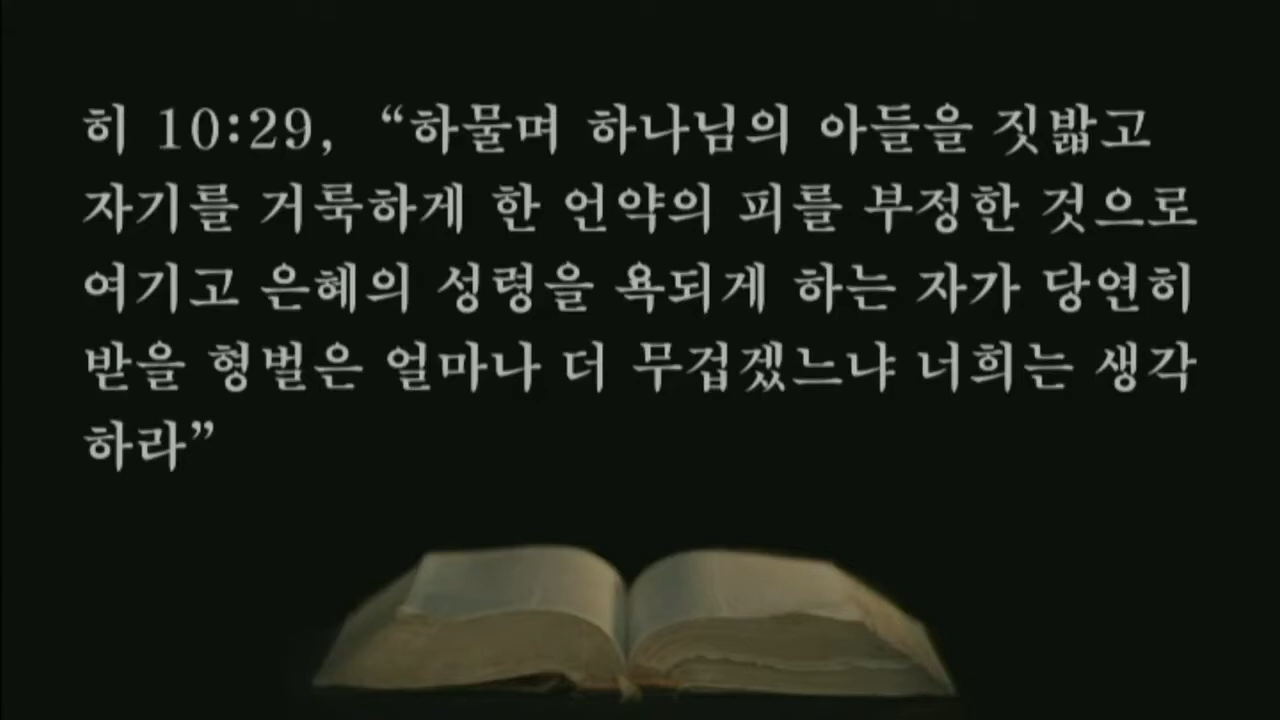 히 10:29, “하물며 하나님의 아들을 짓밟고
자기를 거룩하게 한 언약의 피를 부정한 것으로
여기고 은혜의 성령을 욕되게 하는 자가 당연히
받을 형벌은 얼마나 더 무겁겠느냐 너희는 생각
하라”